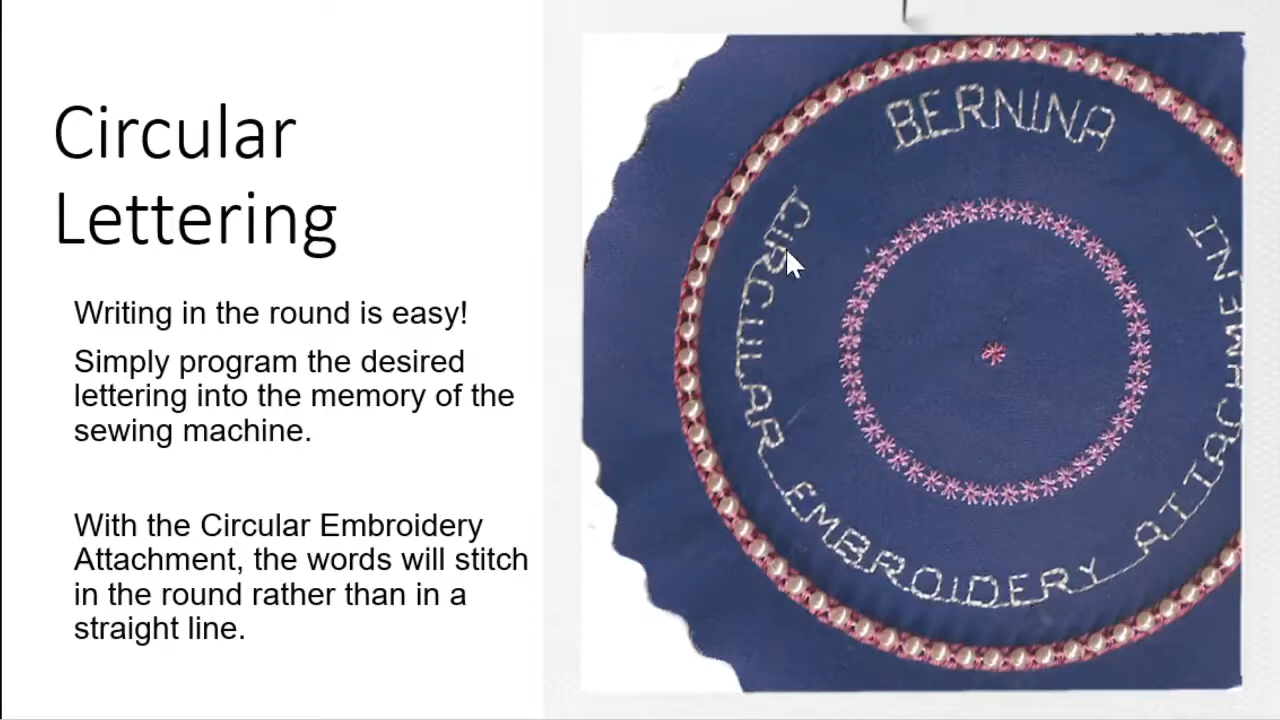 Circular
Lettering
Writing in the round is easy!
Simply program the desired
lettering into the memory of the
sewing machine.
With the Circular Embroidery
Attachment, the words will stitch
in the round rather than in a
straight line.
BERNINA
CIRCULAR EMBROIDERY ATTACHMENT